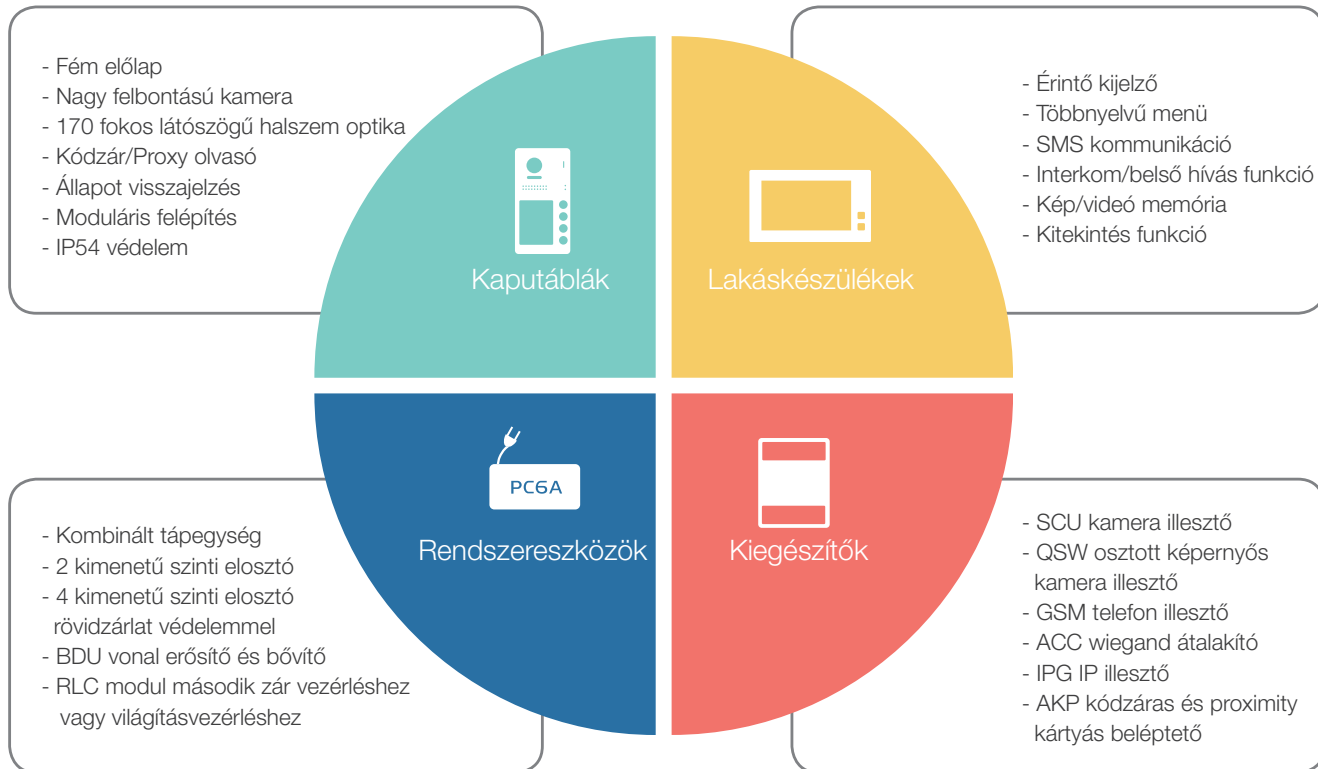 - Fém előlap
- Nagy felbontású kamera
- 170 fokos látószögű halszem optika
- Kódzár/Proxy olvasó
- Állapot visszajelzés
- Moduláris felépítés
- IP54 védelem
Kaputáblák
- Érintő kijelző
- Többnyelvű menü
- SMS kommunikáció
- Interkom/belső hívás funkció
- Kép/videó memória
- Kitekintés funkció
Lakáskészülékek
- Kombinált tápegység
- 2 kimenetű szinti elosztó
- 4 kimenetű szinti elosztó
rövidzárlat védelemmel
- BDU vonal erősítő és bővítő
- RLC modul második zár vezérléshez
vagy világításvezérléshez
PC6A
Rendszereszközök
Kiegészítők
- SCU kamera illesztő
- QSW osztott képernyős
kamera illesztő
- GSM telefon illesztő
- ACC wiegand átalakító
- IPG IP illesztő
- AKP kódzáras és proximity
kártyás beléptető